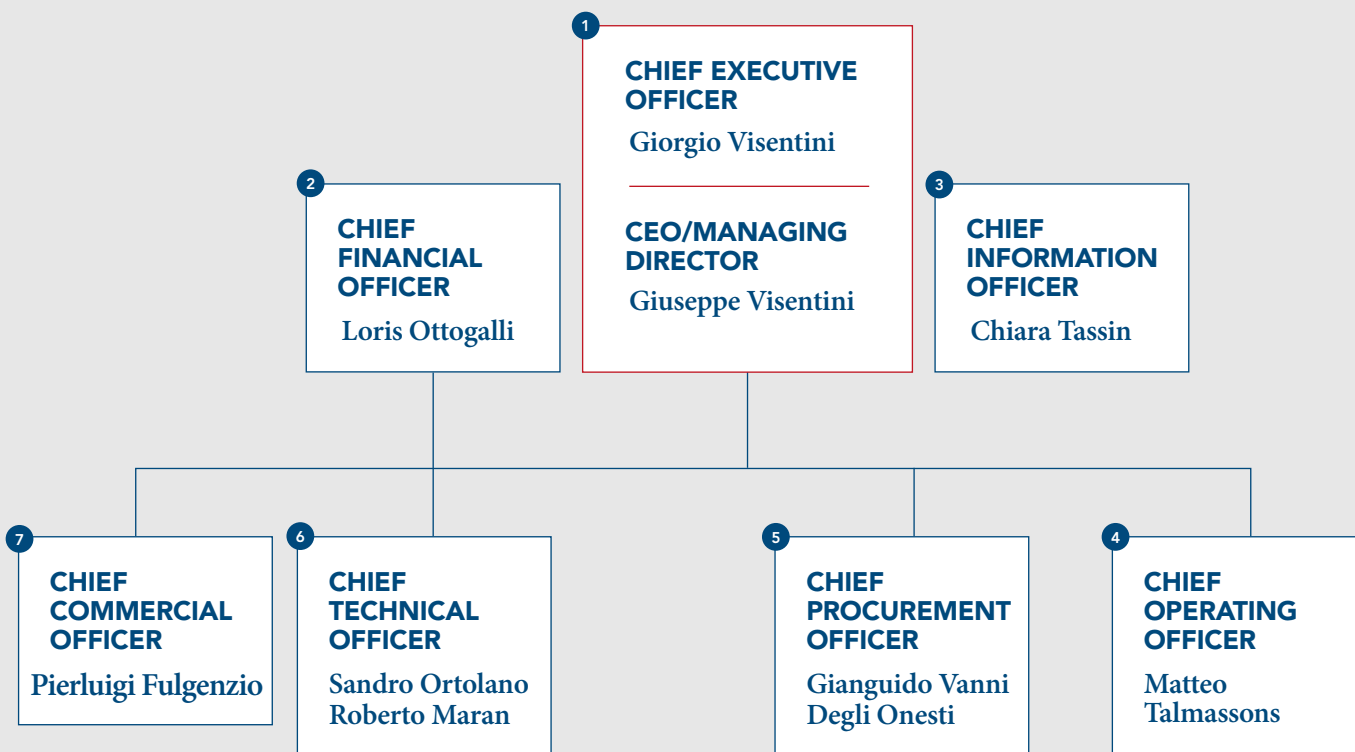 1
CHIEF EXECUTIVE
OFFICER
Giorgio Visentini
CEO/MANAGING
DIRECTOR
Giuseppe Visentini
2
CHIEF
FINANCIAL
OFFICER
Loris Ottogalli
3
CHIEF
INFORMATION
OFFICER
Chiara Tassin
7
CHIEF
COMMERCIAL
OFFICER
Pierluigi Fulgenzio
6
CHIEF
TECHNICAL
OFFICER
Sandro Ortolano
Roberto Maran
5
CHIEF
PROCUREMENT
OFFICER
Gianguido Vanni
Degli Onesti
4
CHIEF
OPERATING
OFFICER
Matteo
Talmassons